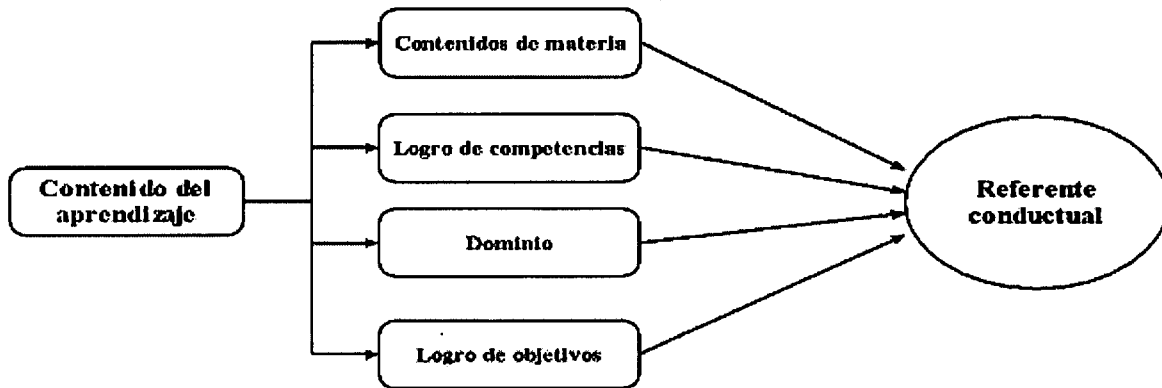 Contenidos de materia
Logro de competencias
Contenido del
aprendizaje
Dominio
Logro de objetivos
Referente
conductual